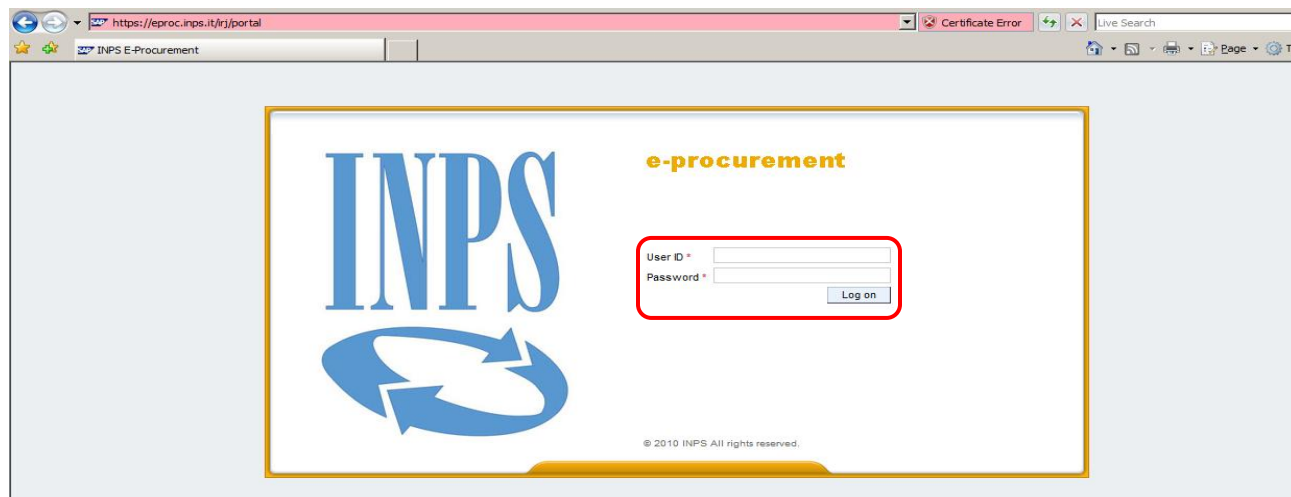 https://eproc.inps.it/irj/portal Certificate Error Live Search
INPS E-Procurement Page T
INPS
e-procurement
User ID *
Password *
Log on
© 2010 INPS All rights reserved.